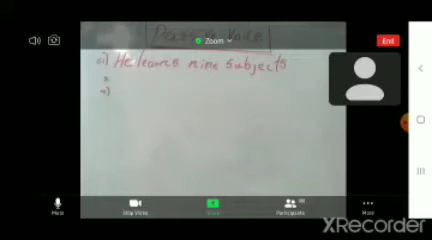 Zoom
End
Passive Voice
(i) He learns nine subjects
Mute
Stop Video
Share
Participants
More
XRecorder